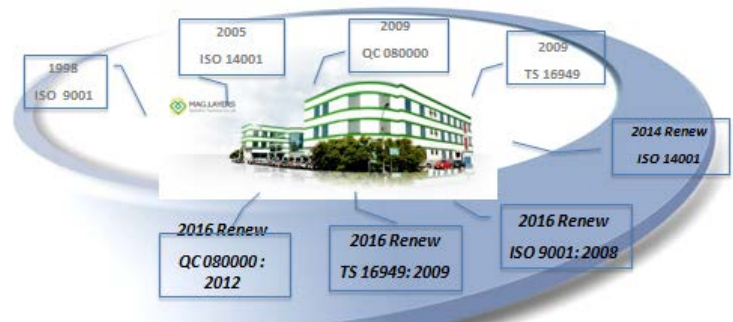 1998
ISO 9001
2005
ISO 14001
2009
QC 080000
2009
TS 16949
MAG.LAYERS
2014 Renew
ISO 14001
2016 Renew
QC 080000 :
2012
2016 Renew
TS 16949: 2009
2016 Renew
ISO 9001: 2008